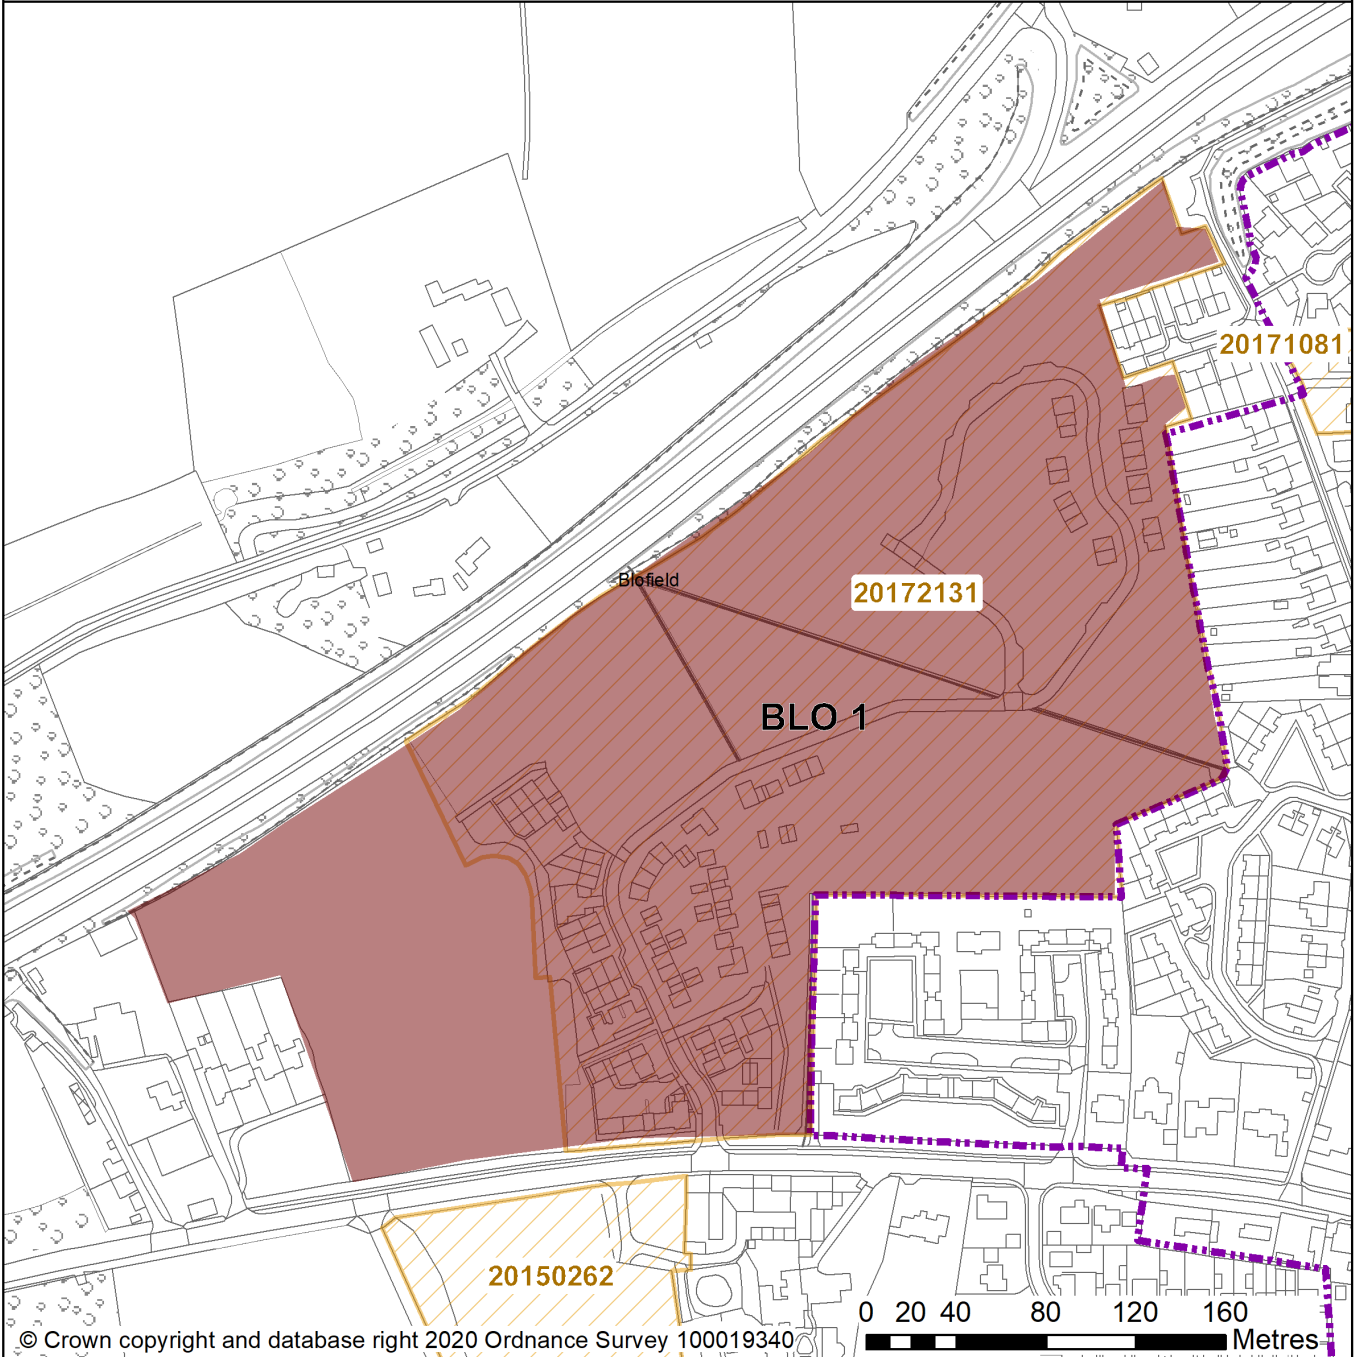 20171081
Blofield
20172131
BLO 1
20150262
0 20 40 80 120 160
Metres
© Crown copyright and database right 2020 Ordnance Survey 100019340